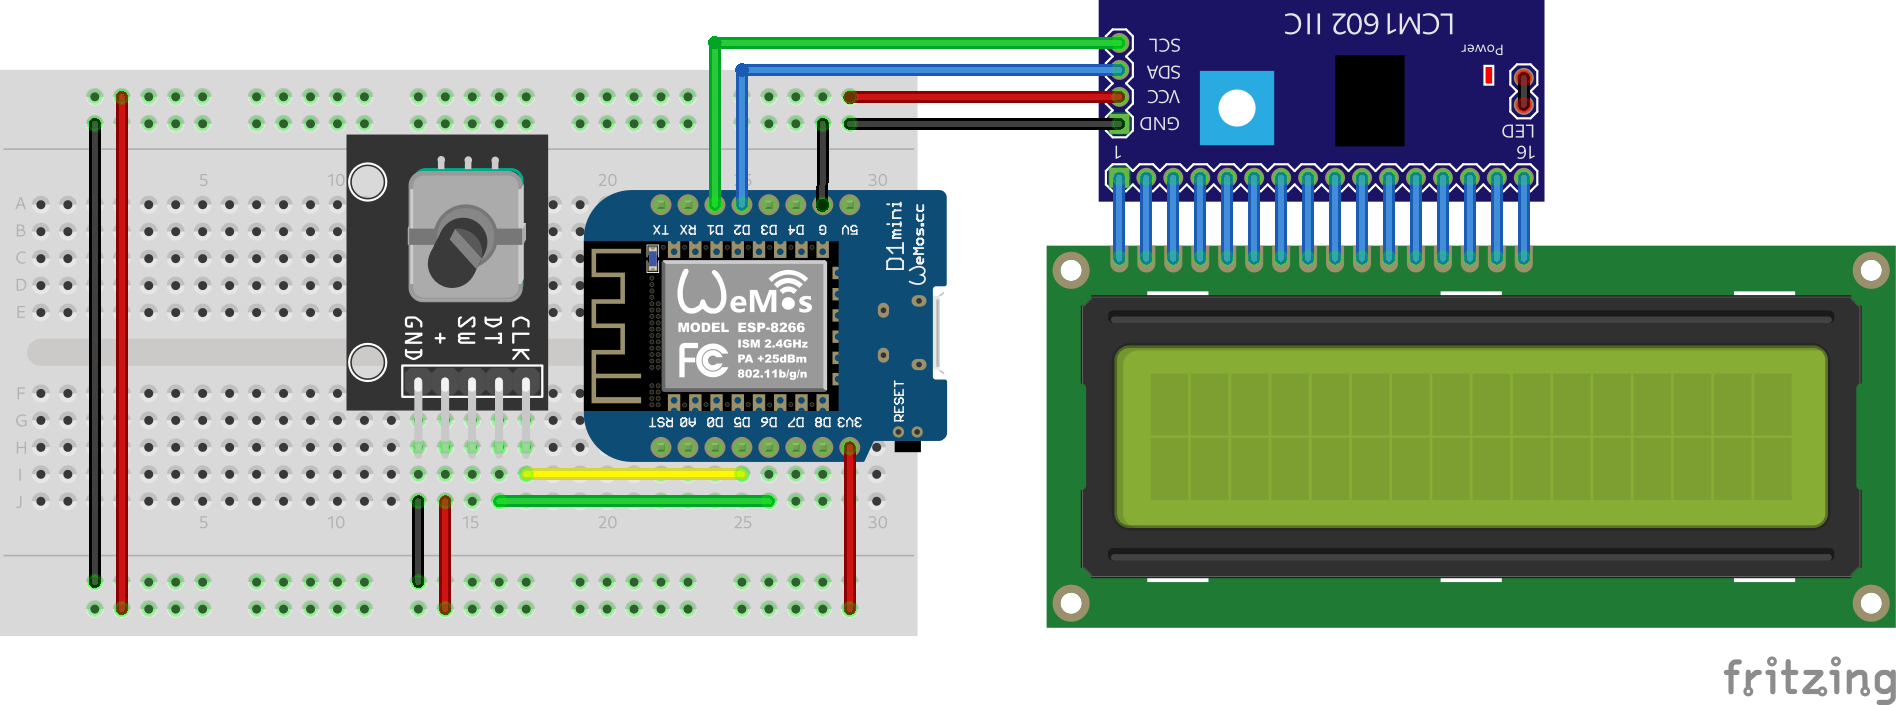 LCM1602 IIC
SCL
SDA
VCC
GND
Power
LED
1
16
5
10
20
30
A
B
C
D
E
TX RX D1 D2 D3 D4 G 5V
D1 mini
WeMos.cc
GND + SW DT CLK
WeMos
MODEL ESP-8266
ISM 2.4GHz
PA +25dBm
802.11b/g/n
FC
RST A0 D0 D5 D6 D7 D8 3V3
RESET
F
G
H
I
J
5
10
15
20
25
30
fritzing